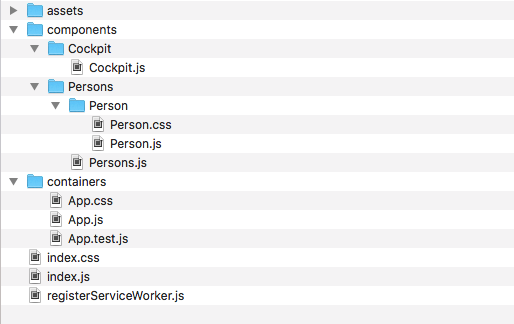 assets
components
Cockpit
Cockpit.js
Persons
Person
Person.css
Person.js
Persons.js
containers
App.css
App.js
App.test.js
index.css
index.js
registerServiceWorker.js